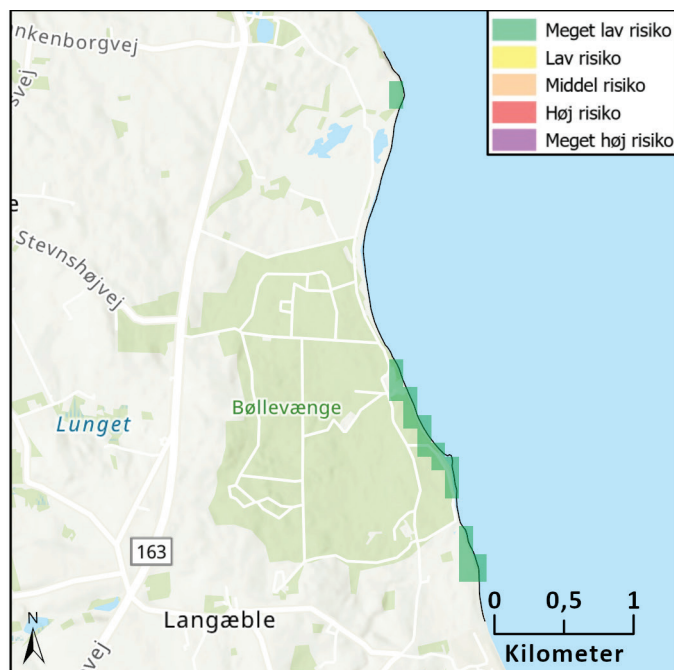 nkenborgvej
svej
e
Stevnshøjvej
Bøllevænge
Lunget
163
Langæble
vej
N
Meget lav risiko
Lav risiko
Middel risiko
Høj risiko
Meget høj risiko
0 0,5 1
Kilometer